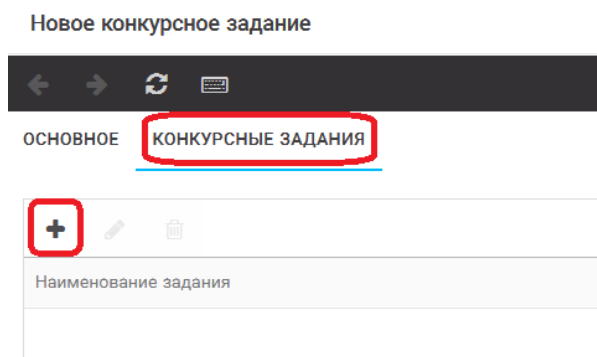 Новое конкурсное задание
ОСНОВНОЕ КОНКУРСНЫЕ ЗАДАНИЯ
Наименование задания